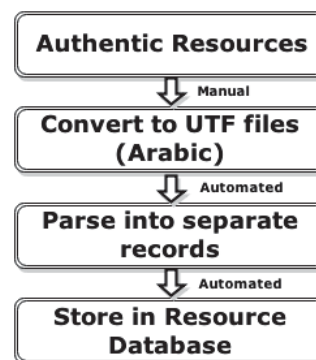 Authentic Resources
Manual
Convert to UTF files
(Arabic)
Automated
Parse into separate
records
Automated
Store in Resource
Database